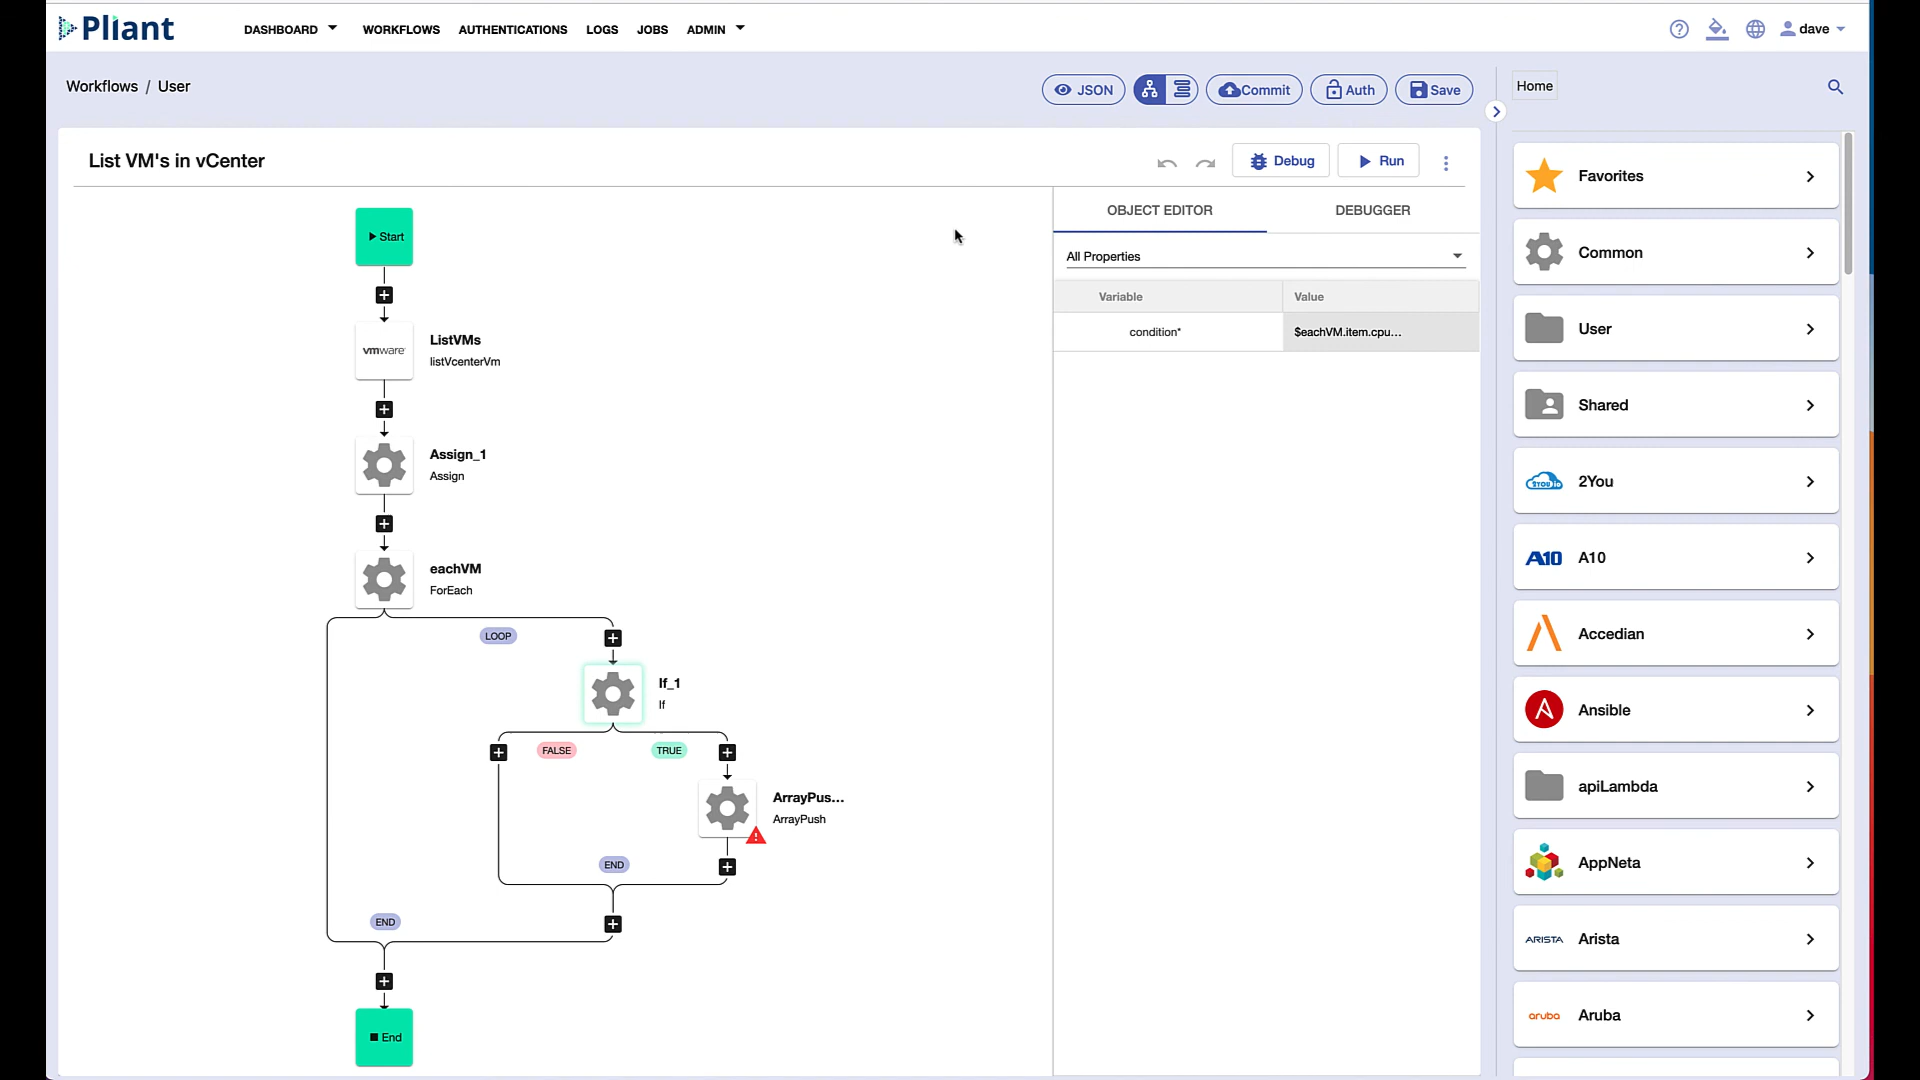 Pliant
DASHBOARD WORKFLOWS AUTHENTICATIONS LOGS JOBS ADMIN
dave
Workflows / User
JSON
Commit
Auth
Save
Home
List VM's in vCenter
Debug
Run
OBJECT EDITOR
DEBUGGER
All Properties
Variable
Value
condition*
$eachVM.item.cpu...
Start
vmware
ListVMs
listVcenterVm
Assign_1
Assign
eachVM
ForEach
LOOP
If_1
If
FALSE
TRUE
ArrayPus...
ArrayPush
END
END
End
Favorites
Common
User
Shared
2YOU.io
2You
A10
A10
Accedian
Ansible
apiLambda
AppNeta
ARISTA
Arista
aruba
Aruba